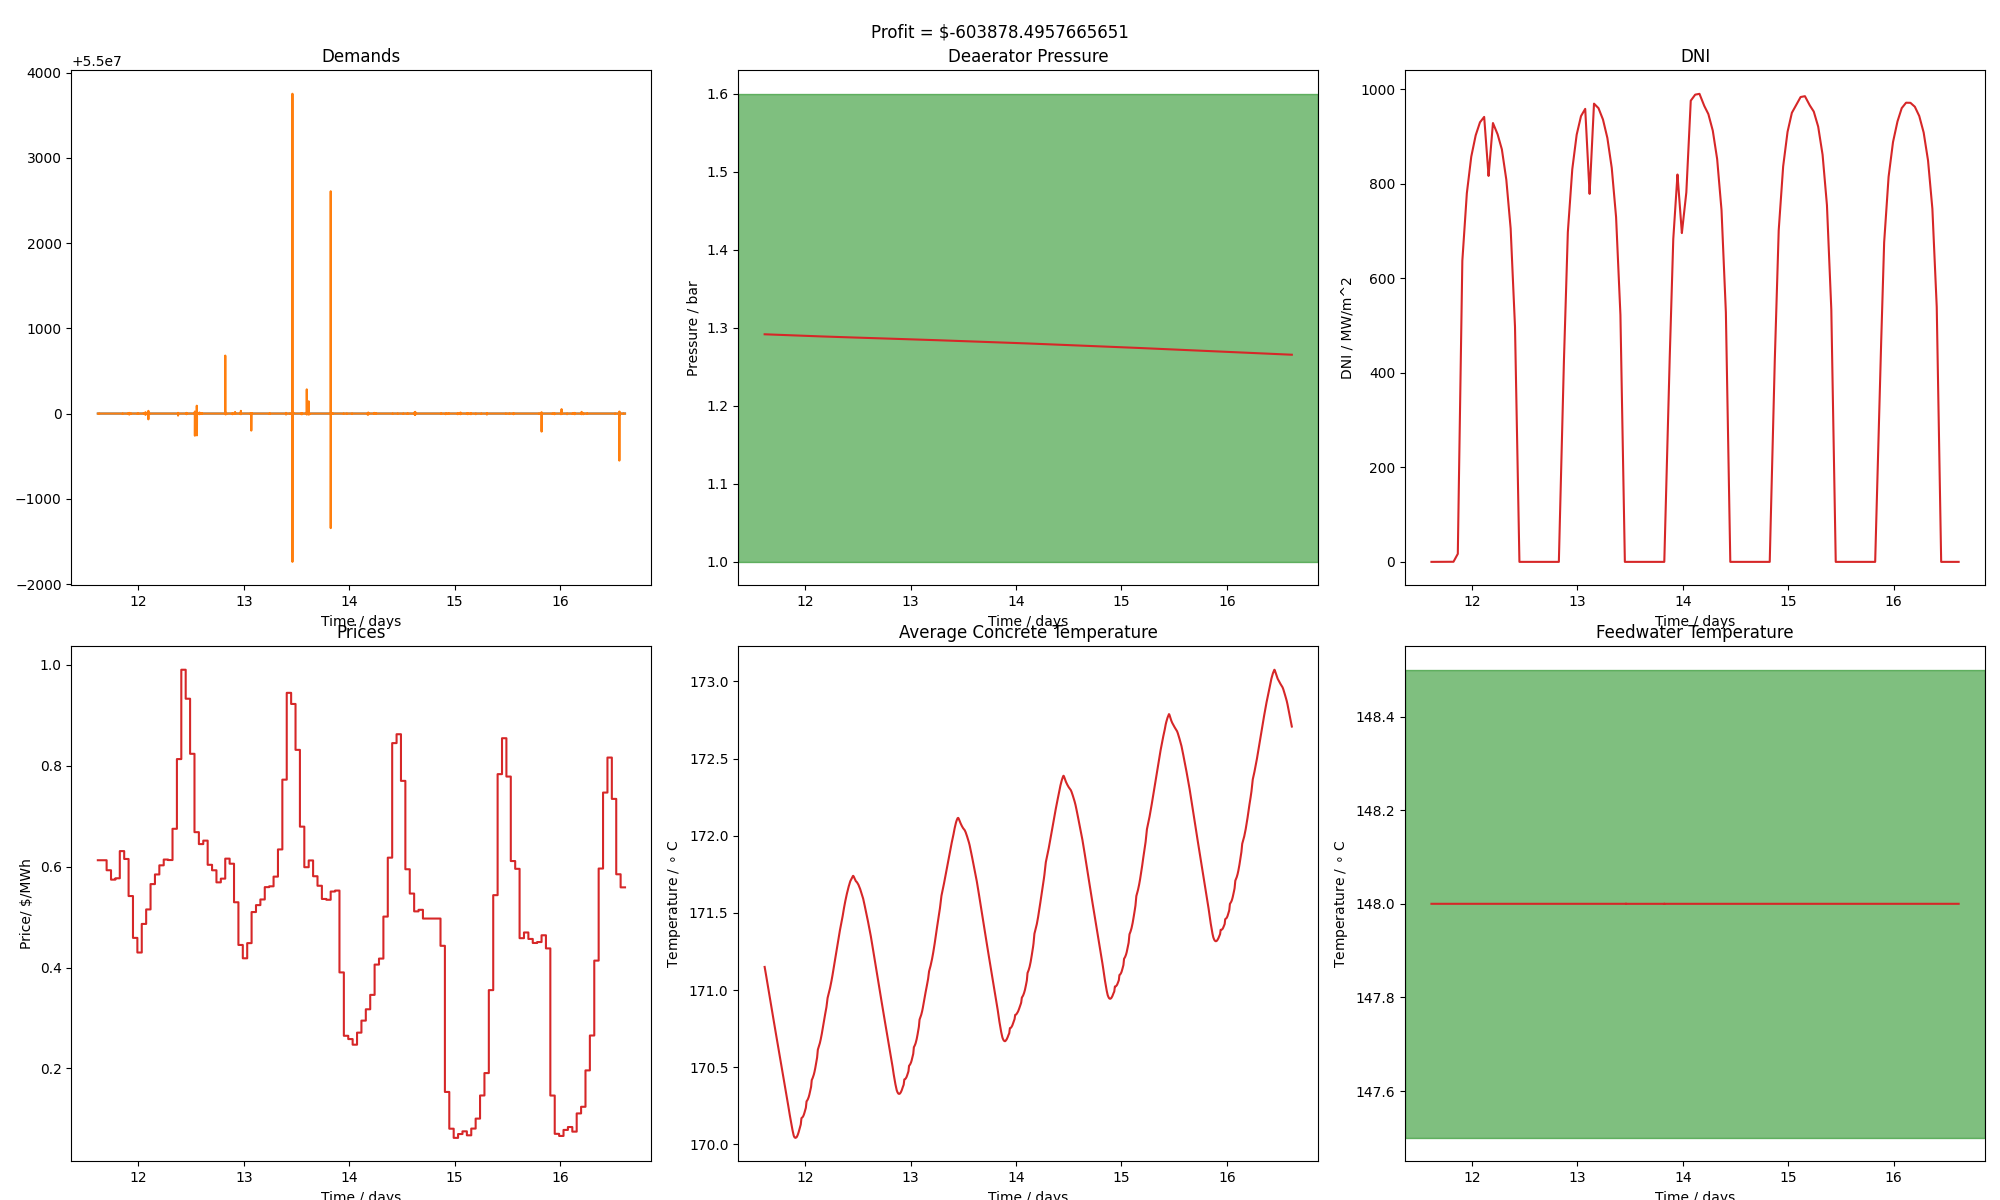 Profit = $-603878.4957665651
Demands
+5.5e7
4000
3000
2000
1000
0
−1000
−2000
12 13 14 15 16
Time / days
Deaerator Pressure
Pressure / bar
1.6
1.5
1.4
1.3
1.2
1.1
1.0
12 13 14 15 16
Time / days
DNI
DNI / MW/m^2
1000
800
600
400
200
0
12 13 14 15 16
Time / days
Prices
Price/ $/MWh
1.0
0.8
0.6
0.4
0.2
12 13 14 15 16
Time / days
Average Concrete Temperature
Temperature / ∘ C
173.0
172.5
172.0
171.5
171.0
170.5
170.0
12 13 14 15 16
Time / days
Feedwater Temperature
Temperature / ∘ C
148.4
148.2
148.0
147.8
147.6
12 13 14 15 16
Time / days